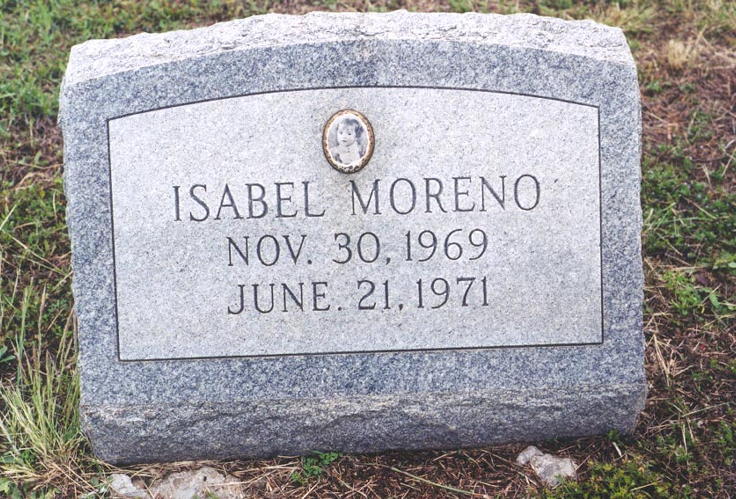 ISABEL MORENO
NOV. 30, 1969
JUNE. 21, 1971